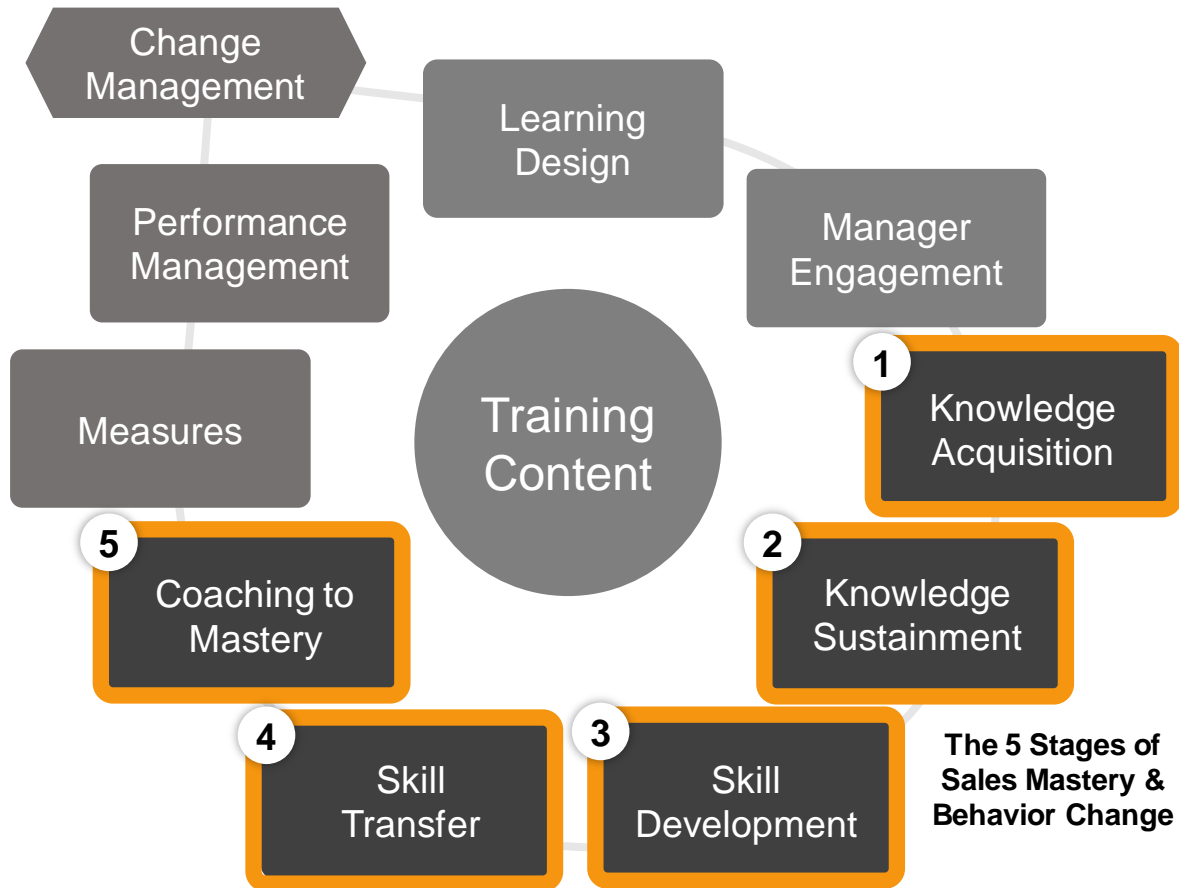 Change
Management
Learning
Design
Manager
Engagement
Performance
Management
Training
Content
Measures
1
Knowledge
Acquisition
2
Knowledge
Sustainment
3
Skill
Development
4
Skill
Transfer
5
Coaching to
Mastery
The 5 Stages of
Sales Mastery &
Behavior Change